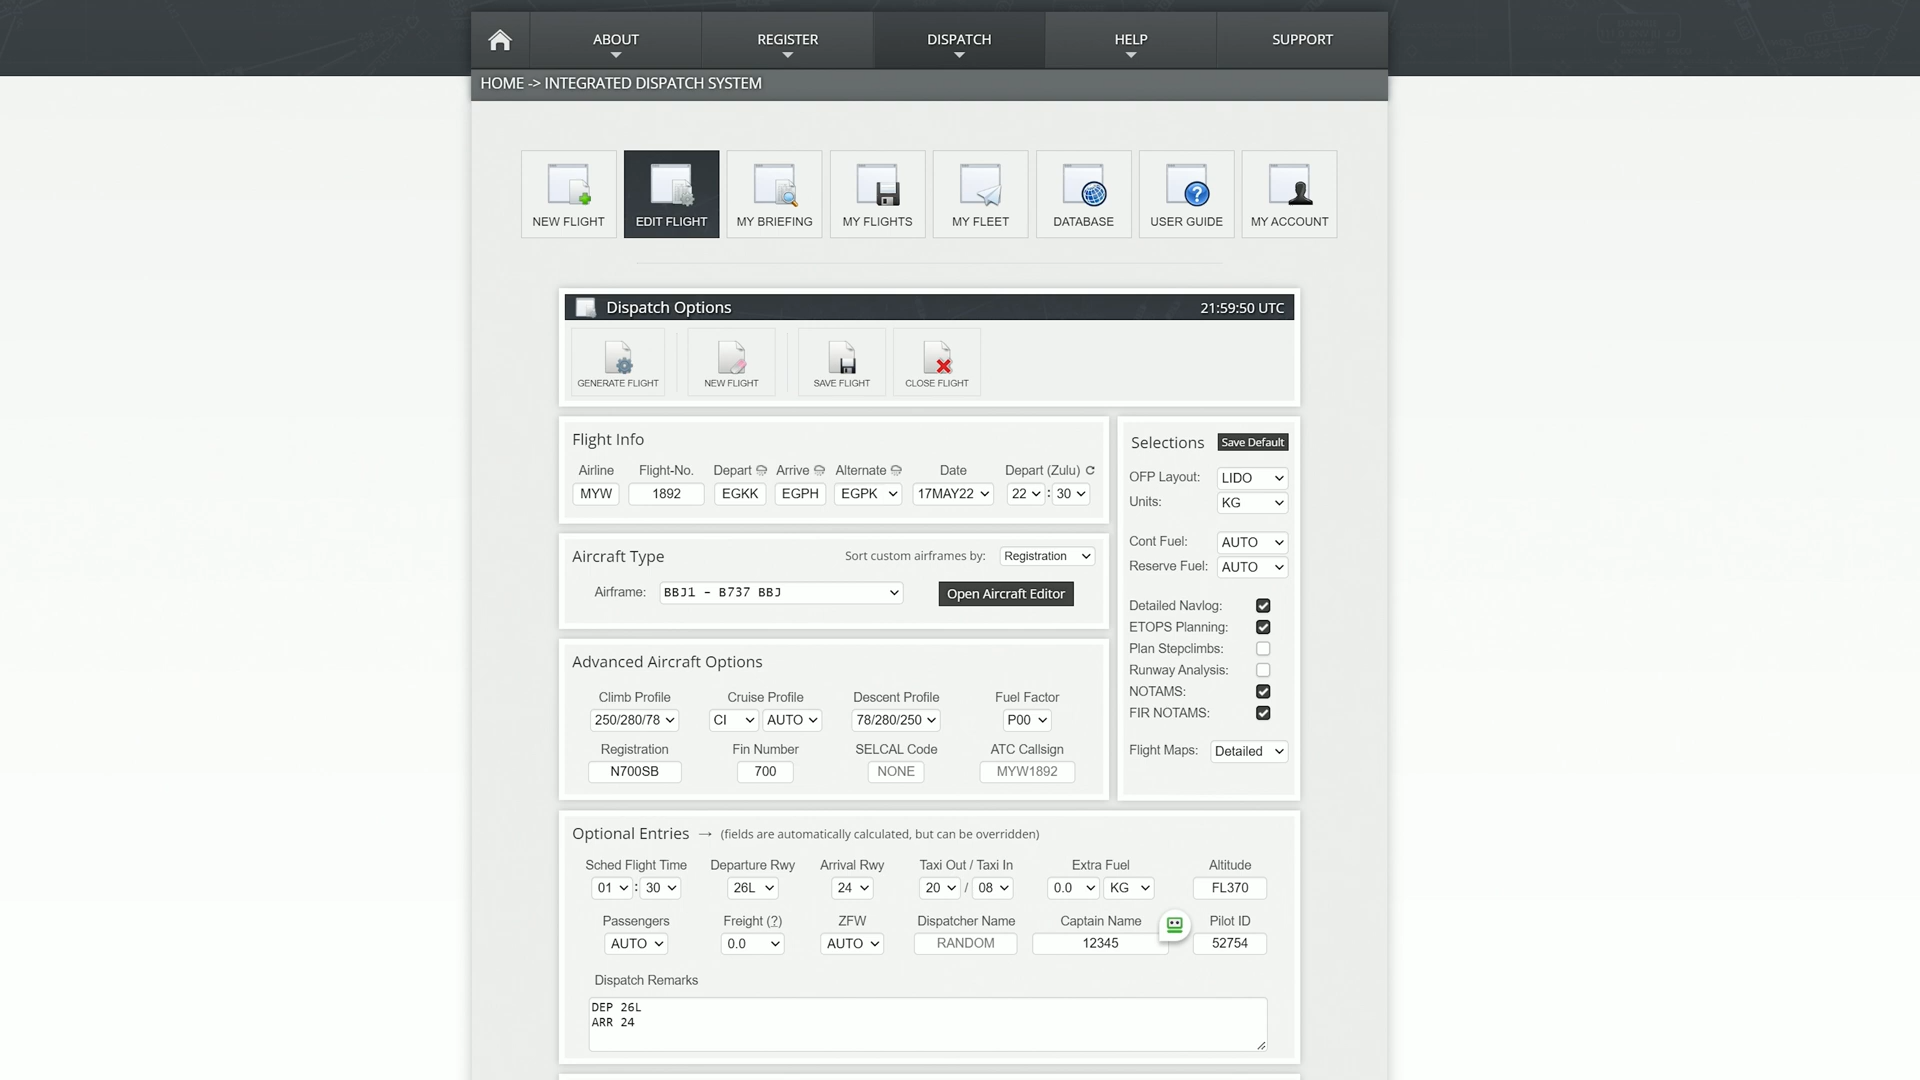 ABOUT REGISTER DISPATCH HELP SUPPORT
HOME -> INTEGRATED DISPATCH SYSTEM
NEW FLIGHT EDIT FLIGHT MY BRIEFING MY FLIGHTS MY FLEET DATABASE USER GUIDE MY ACCOUNT
Dispatch Options 21:59:50 UTC
GENERATE FLIGHT NEW FLIGHT SAVE FLIGHT CLOSE FLIGHT
Flight Info
Airline Flight-No. Depart Arrive Alternate Date Depart (Zulu)
MYW 1892 EGKK EGPH EGPK 17MAY22 22 : 30
Aircraft Type Sort custom airframes by: Registration
Airframe: BBJ1 - B737 BBJ Open Aircraft Editor
Advanced Aircraft Options
Climb Profile Cruise Profile Descent Profile Fuel Factor
250/280/78 CI AUTO 78/280/250 P00
Registration Fin Number SELCAL Code ATC Callsign
N700SB 700 NONE MYW1892
Selections Save Default
OFP Layout: LIDO
Units: KG
Cont Fuel: AUTO
Reserve Fuel: AUTO
Detailed Navlog:
ETOPS Planning:
Plan Stepclimbs:
Runway Analysis:
NOTAMS:
FIR NOTAMS:
Flight Maps: Detailed
Optional Entries → (fields are automatically calculated, but can be overridden)
Sched Flight Time Departure Rwy Arrival Rwy Taxi Out / Taxi In Extra Fuel Altitude
01 : 30 26L 24 20 / 08 0.0 KG FL370
Passengers Freight (?) ZFW Dispatcher Name Captain Name Pilot ID
AUTO 0.0 AUTO RANDOM 12345 52754
Dispatch Remarks
DEP 26L
ARR 24